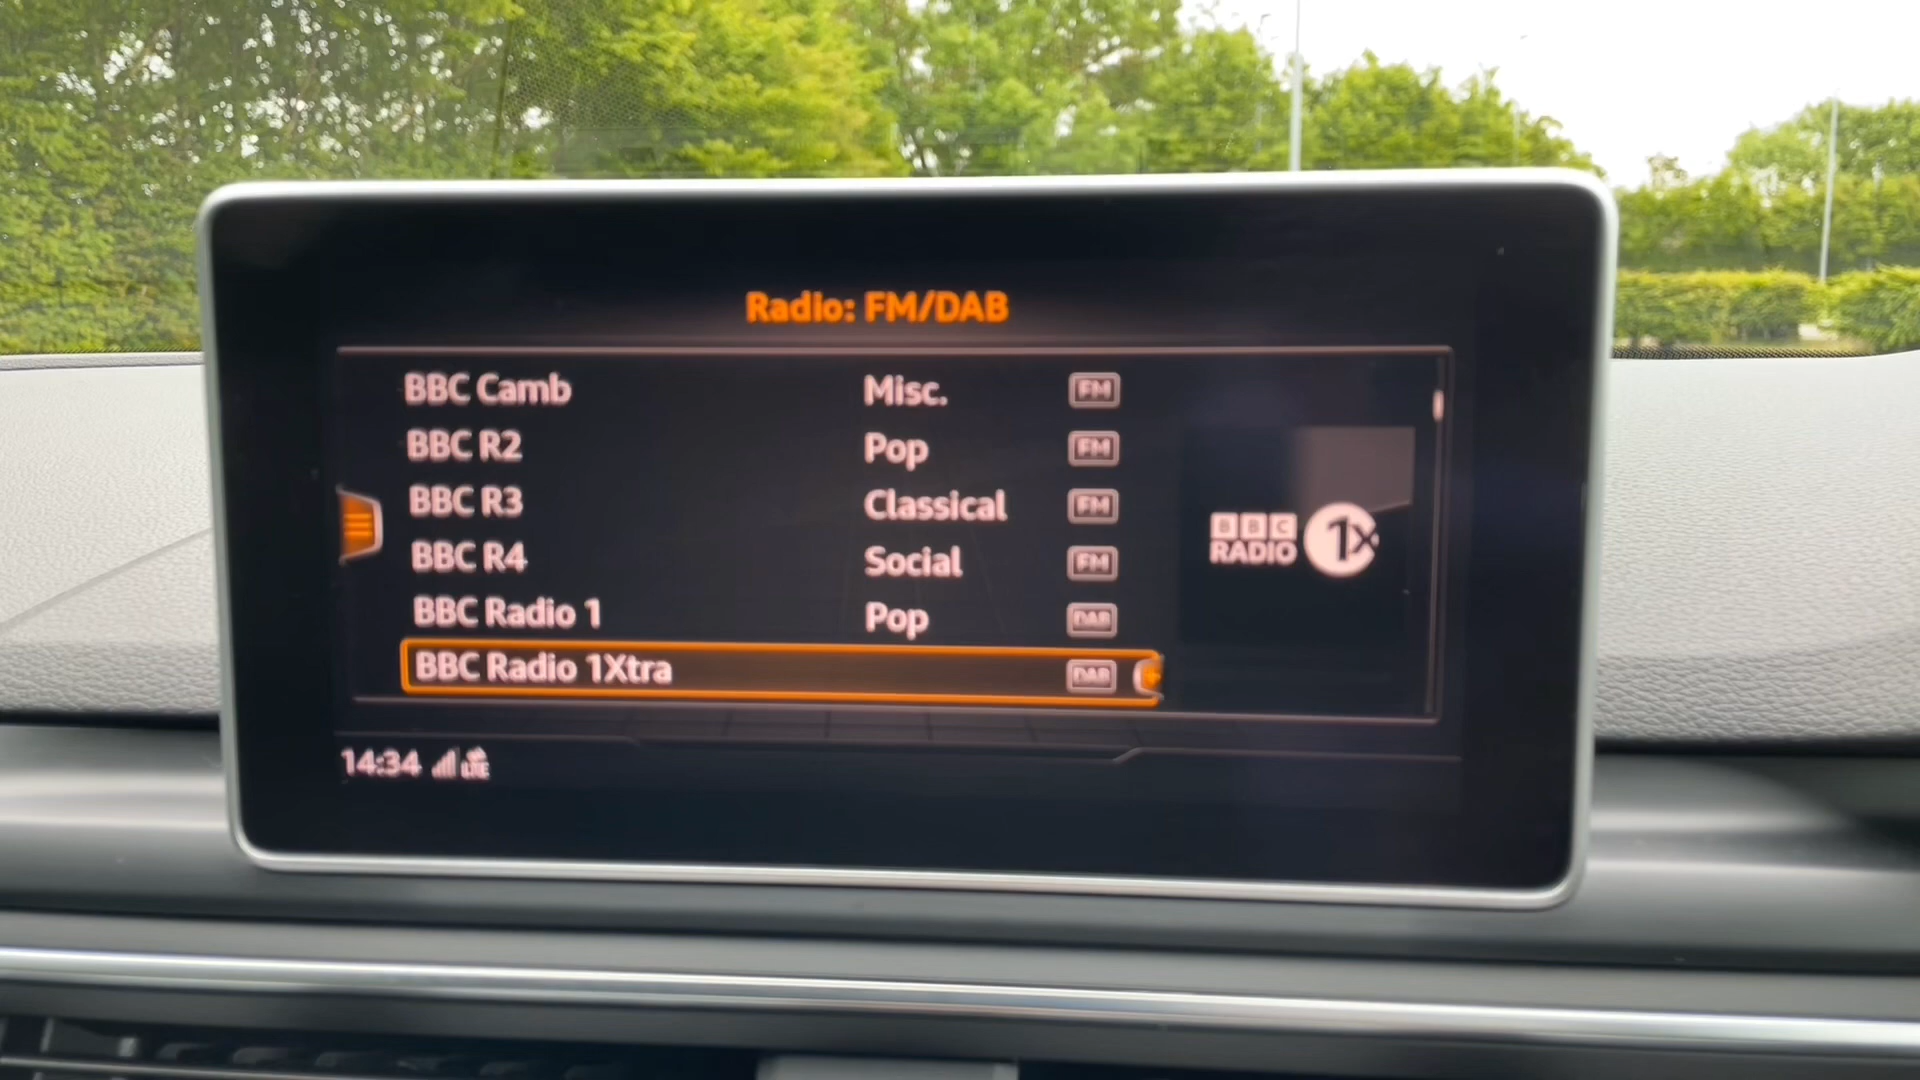 Radio: FM/DAB
BBC Camb Misc. FM
BBC R2 Pop FM
BBC R3 Classical FM
BBC R4 Social FM
BBC Radio 1 Pop DAB
BBC Radio 1Xtra DAB
BBC
RADIO 1X
14:34 LTE